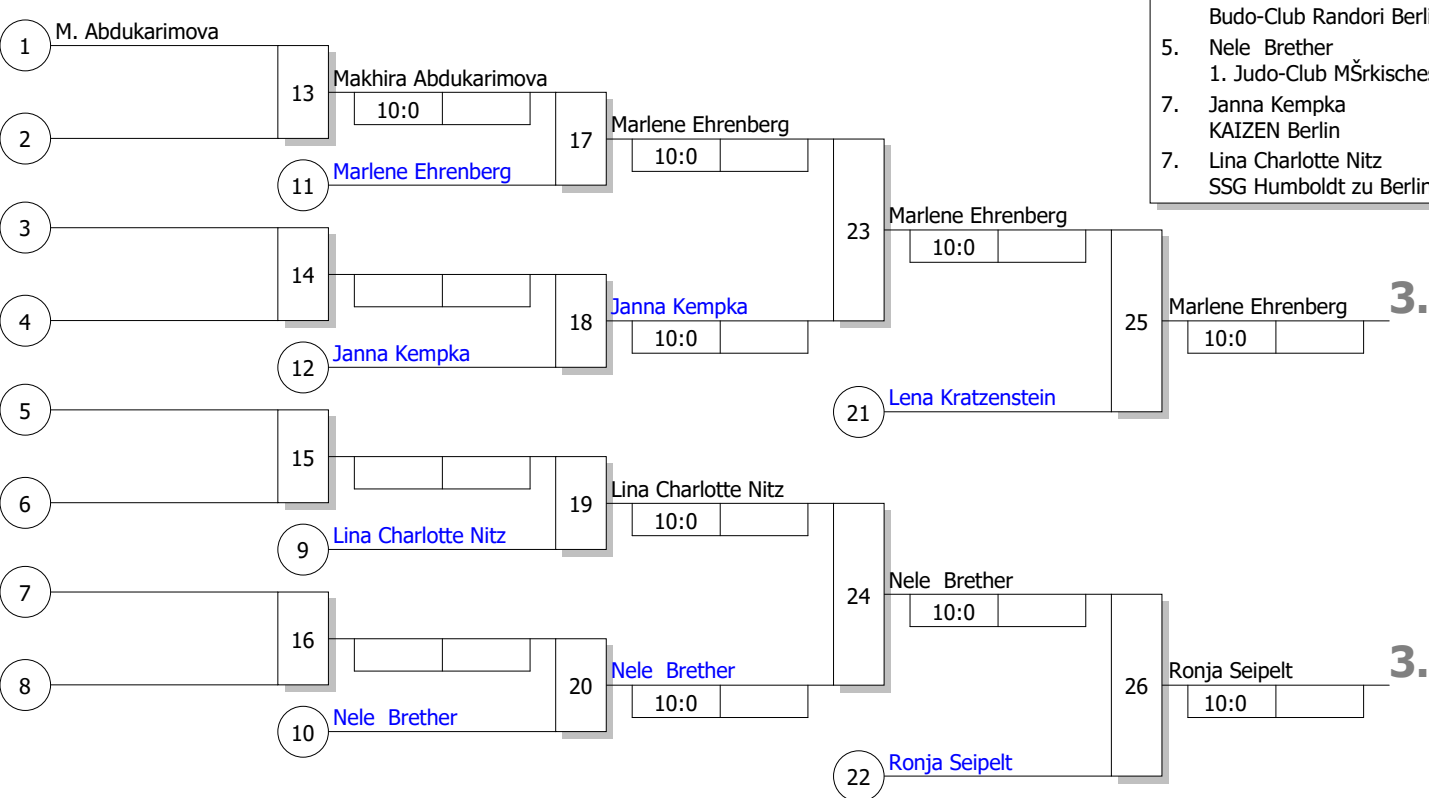 Budo-Club Randori Berli
5. Nele Brether
1. Judo-Club MŠrkisches
7. Janna Kempka
KAIZEN Berlin
7. Lina Charlotte Nitz
SSG Humboldt zu Berlin
1 M. Abdukarimova
2
13 Makhira Abdukarimova
10:0
11 Marlene Ehrenberg
17 Marlene Ehrenberg
10:0
3
4
14
12 Janna Kempka
18 Janna Kempka
10:0
23 Marlene Ehrenberg
10:0
21 Lena Kratzenstein
25 Marlene Ehrenberg 3.
10:0
5
6
15
9 Lina Charlotte Nitz
19 Lina Charlotte Nitz
10:0
7
8
16
10 Nele Brether
20 Nele Brether
10:0
24 Nele Brether
10:0
22 Ronja Seipelt
26 Ronja Seipelt 3.
10:0